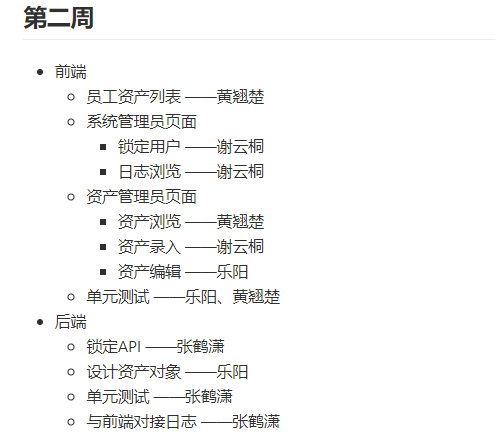 第二周
前端
员工资产列表 ——黄翘楚
系统管理员页面
锁定用户 ——谢云桐
日志浏览 ——谢云桐
资产管理员页面
资产浏览 ——黄翘楚
资产录入 ——谢云桐
资产编辑 ——乐阳
单元测试 ——乐阳、黄翘楚
后端
锁定API ——张鹤潇
设计资产对象 ——乐阳
单元测试 ——张鹤潇
与前端对接日志 ——张鹤潇